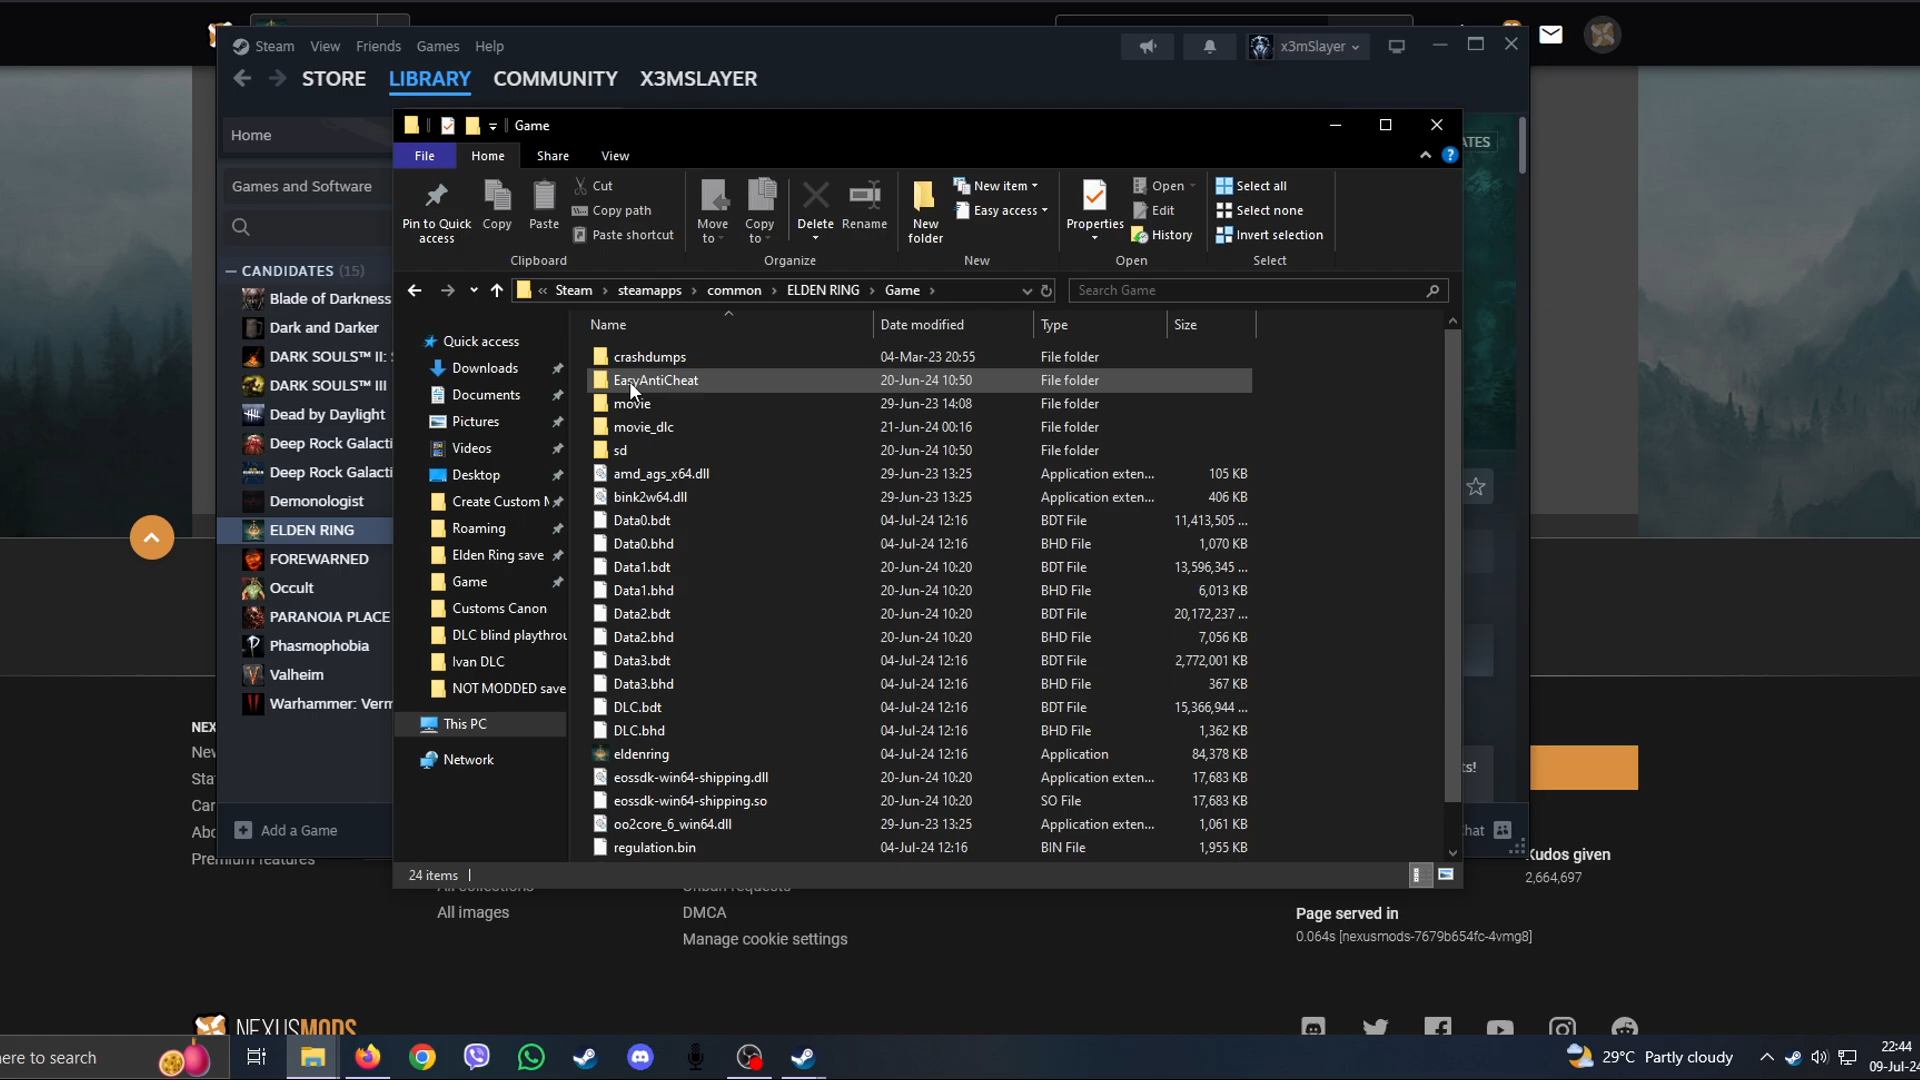 Steam View Friends Games Help
x3mSlayer
STORE LIBRARY COMMUNITY X3MSLAYER
Home
Games and Software
CANDIDATES (15)
Blade of Darkness
Dark and Darker
DARK SOULS™ II:
DARK SOULS™ III
Dead by Daylight
Deep Rock Galacti
Deep Rock Galacti
Demonologist
ELDEN RING
FOREWARNED
Occult
PARANOIA PLACE
Phasmophobia
Valheim
Warhammer: Verm
Add a Game
Game
File Home Share View
Pin to Quick access
Copy
Paste
Cut
Copy path
Paste shortcut
Clipboard
Move to
Copy to
Delete
Rename
Organize
New folder
New item
Easy access
New
Properties
Open
Edit
History
Open
Select all
Select none
Invert selection
Select
« Steam › steamapps › common › ELDEN RING › Game ›
Search Game
Quick access
Downloads
Documents
Pictures
Videos
Desktop
Create Custom
Roaming
Elden Ring save
Game
Customs Canon
DLC blind playthrou
Ivan DLC
NOT MODDED save
This PC
Network
Name Date modified Type Size
crashdumps 04-Mar-23 20:55 File folder
EasyAntiCheat 20-Jun-24 10:50 File folder
movie 29-Jun-23 14:08 File folder
movie_dlc 21-Jun-24 00:16 File folder
sd 20-Jun-24 10:50 File folder
amd_ags_x64.dll 29-Jun-23 13:25 Application exten... 105 KB
bink2w64.dll 29-Jun-23 13:25 Application exten... 406 KB
Data0.bdt 04-Jul-24 12:16 BDT File 11,413,505 ...
Data0.bhd 04-Jul-24 12:16 BHD File 1,070 KB
Data1.bdt 20-Jun-24 10:20 BDT File 13,596,345 ...
Data1.bhd 20-Jun-24 10:20 BHD File 6,013 KB
Data2.bdt 20-Jun-24 10:20 BDT File 20,172,237 ...
Data2.bhd 20-Jun-24 10:20 BHD File 7,056 KB
Data3.bdt 04-Jul-24 12:16 BDT File 2,772,001 KB
Data3.bhd 04-Jul-24 12:16 BHD File 367 KB
DLC.bdt 04-Jul-24 12:16 BDT File 15,366,944 ...
DLC.bhd 04-Jul-24 12:16 BHD File 1,362 KB
eldenring 04-Jul-24 12:16 Application 84,378 KB
eossdk-win64-shipping.dll 20-Jun-24 10:20 Application exten... 17,683 KB
eossdk-win64-shipping.so 20-Jun-24 10:20 SO File 17,683 KB
oo2core_6_win64.dll 29-Jun-23 13:25 Application exten... 1,061 KB
regulation.bin 04-Jul-24 12:16 BIN File 1,955 KB
24 items
ATES
ts!
hat
NEX
Nev
Sta
Car
Abo
Premium features
All images
DMCA
Manage cookie settings
Kudos given
2,664,697
Page served in
0.064s [nexusmods-7679b654fc-4vmg8]
NEXUSMODS
ere to search
29°C Partly cloudy
22:44
09-Jul-24